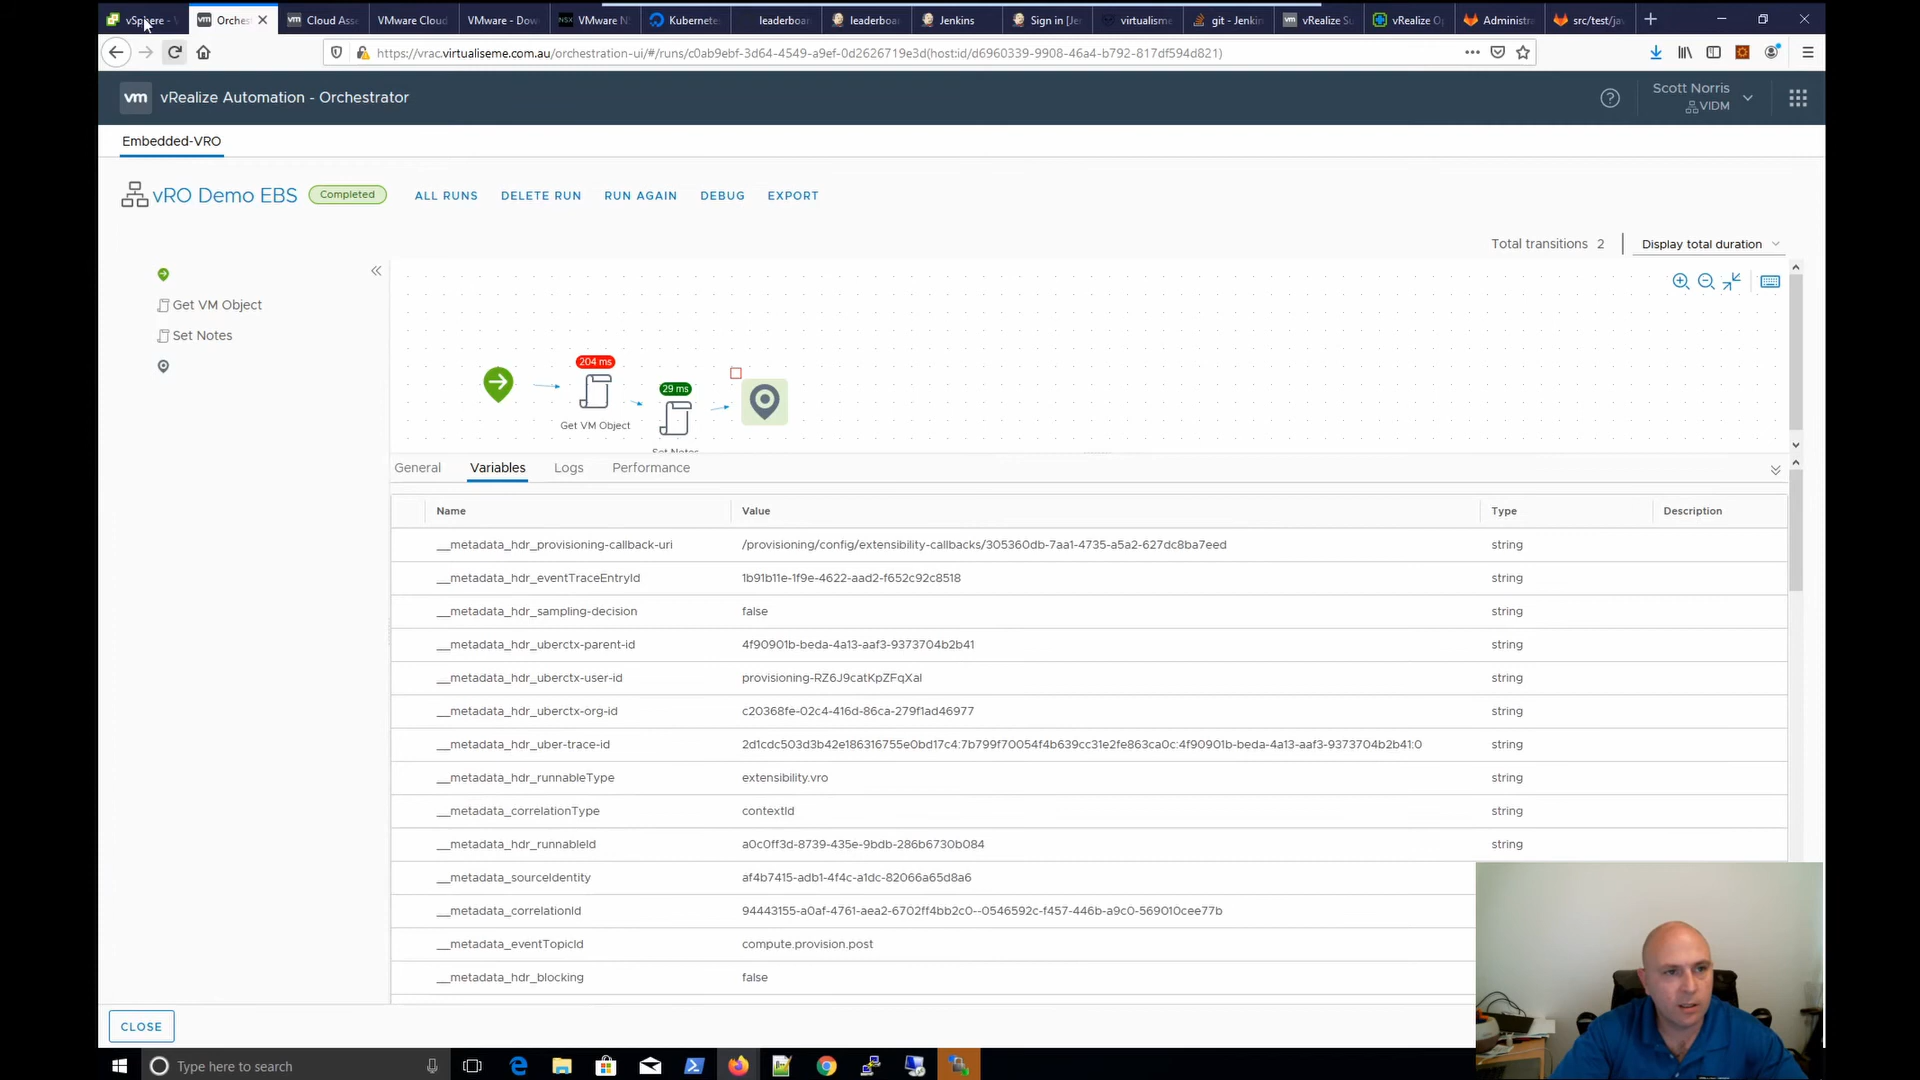 vSphere -
Orches
Cloud Asse
VMware Cloud
VMware - Dow
VMware N
Kubernete
leaderboar
leaderboar
Jenkins
Sign in [Je
virtualisme
git - Jenkin
vRealize Su
vRealize Op
Administra
src/test/jav
https://vrac.virtualiseme.com.au/orchestration-ui/#/runs/c0ab9ebf-3d64-4549-a9ef-0d2626719e3d(host:id/d6960339-9908-46a4-b792-817df594d821)
vm vRealize Automation - Orchestrator
Scott Norris
VIDM
Embedded-VRO
vRO Demo EBS Completed ALL RUNS DELETE RUN RUN AGAIN DEBUG EXPORT
Total transitions 2 Display total duration
Get VM Object
Set Notes
204 ms
29 ms
Get VM Object
Set Notes
General Variables Logs Performance
Name Value Type Description
__metadata_hdr_provisioning-callback-uri /provisioning/config/extensibility-callbacks/305360db-7aa1-4735-a5a2-627dc8ba7eed string
__metadata_hdr_eventTraceEntryId 1b91b11e-1f9e-4622-aad2-f652c92c8518 string
__metadata_hdr_sampling-decision false string
__metadata_hdr_uberctx-parent-id 4f90901b-beda-4a13-aaf3-9373704b2b41 string
__metadata_hdr_uberctx-user-id provisioning-RZ6J9catKpZFqXal string
__metadata_hdr_uberctx-org-id c20368fe-02c4-416d-86ca-279f1ad46977 string
__metadata_hdr_uber-trace-id 2d1cdc503d3b42e186316755e0bd17c4:7b799f70054f4b639cc31e2fe863ca0c:4f90901b-beda-4a13-aaf3-9373704b2b41:0 string
__metadata_hdr_runnableType extensibility.vro string
__metadata_correlationType contextId string
__metadata_hdr_runnableId a0c0ff3d-8739-435e-9bdb-286b6730b084 string
__metadata_sourceIdentity af4b7415-adb1-4f4c-a1dc-82066a65d8a6
__metadata_correlationId 94443155-a0af-4761-aea2-6702ff4bb2c0--0546592c-f457-446b-a9c0-569010cee77b
__metadata_eventTopicId compute.provision.post
__metadata_hdr_blocking false
CLOSE
Type here to search